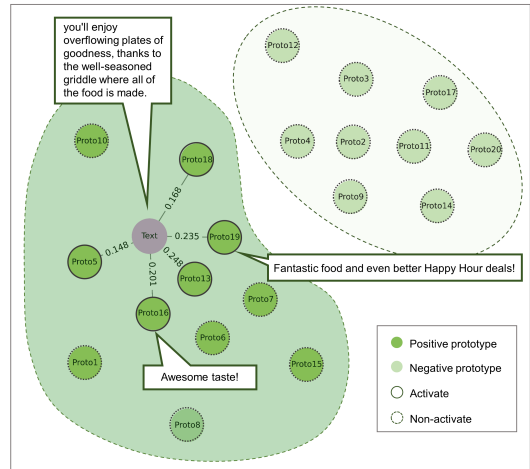 you'll enjoy
overflowing plates of
goodness, thanks to
the well-seasoned
griddle where all of
the food is made.
Proto12
Proto3
Proto17
Proto10
Proto4
Proto2
Proto11
Proto20
Proto18
Proto9
Proto14
0.168
Text
0.235
Proto19
0.148
0.248
Proto5
0.201
Proto13
Fantastic food and even better Happy Hour deals!
Proto7
Proto16
Proto6
Proto1
Proto15
Awesome taste!
Proto8
Positive prototype
Negative prototype
Activate
Non-activate